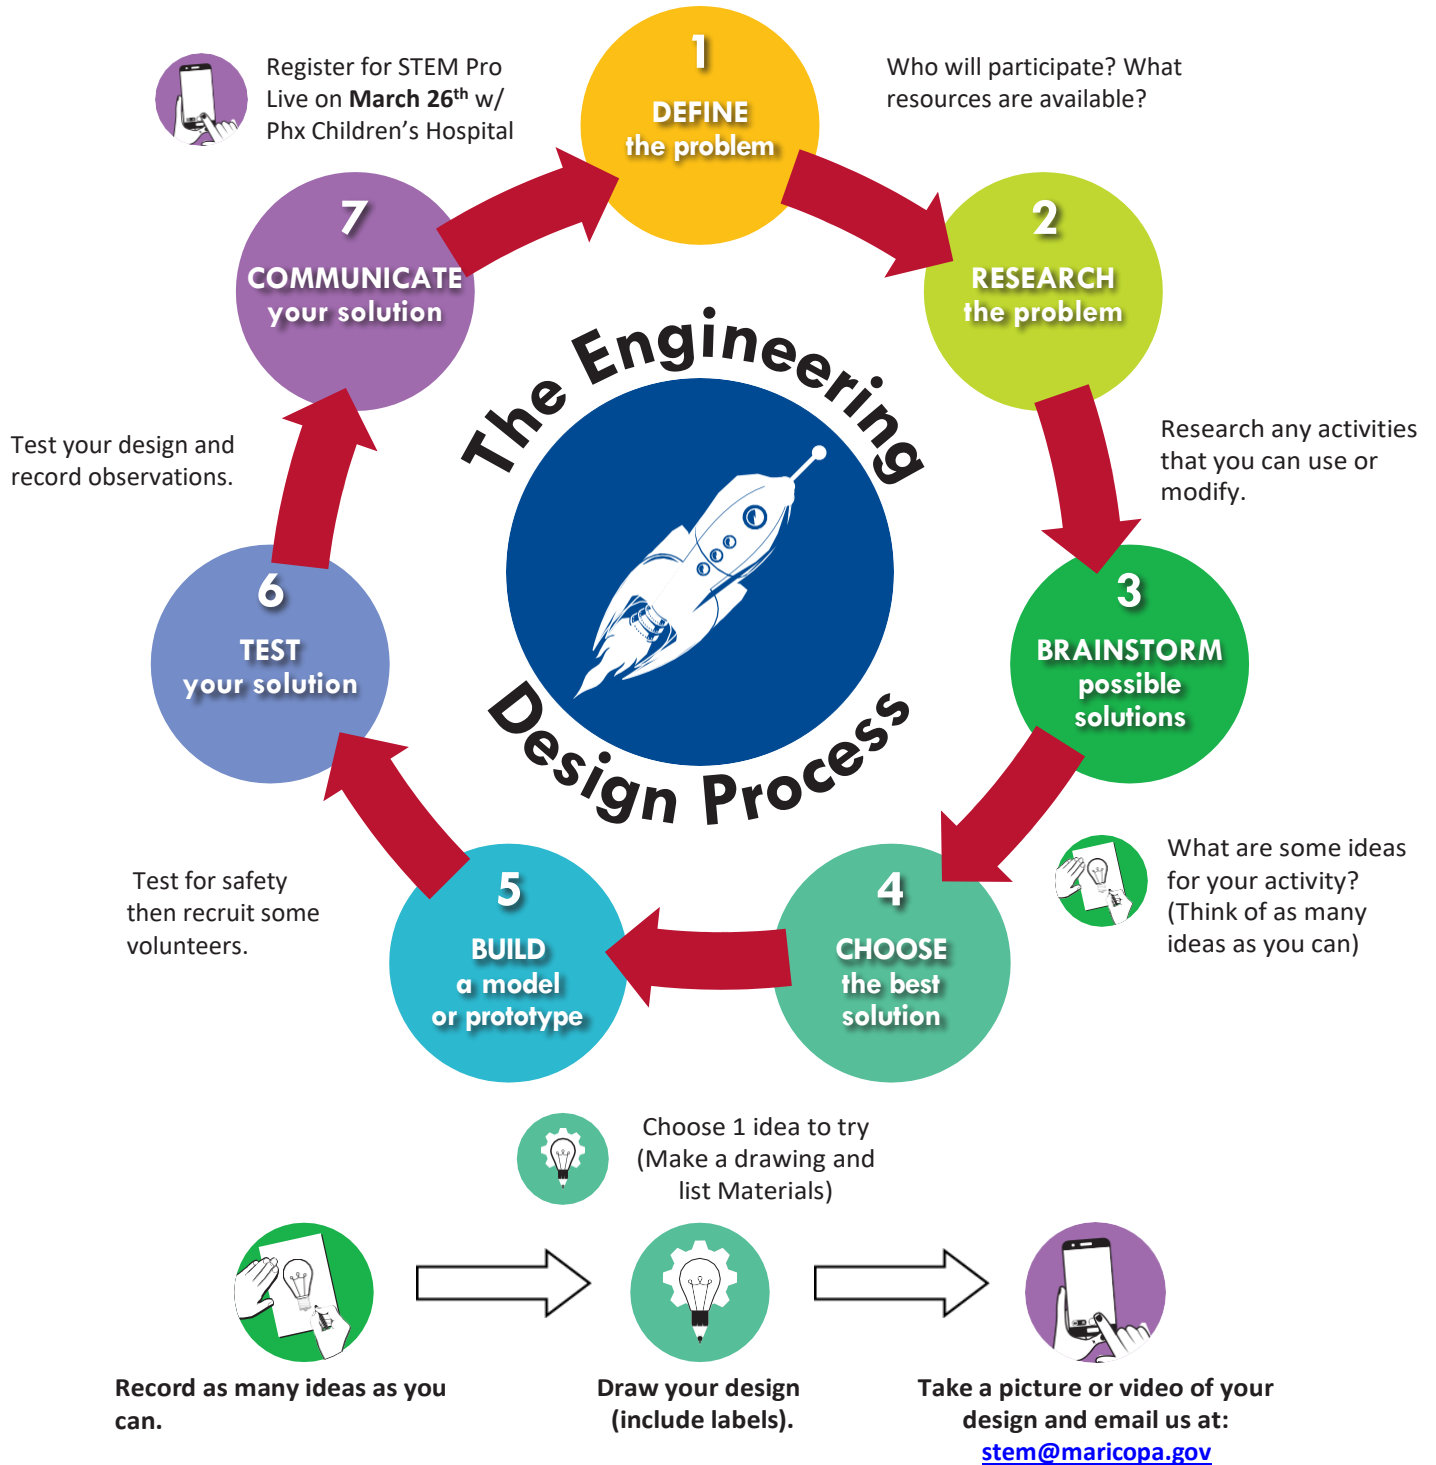 Register for STEM Pro
Live on March 26th w/
Phx Children's Hospital
1
DEFINE
the problem
Who will participate? What
resources are available?
2
RESEARCH
the problem
Research any activities
that you can use or
modify.
3
BRAINSTORM
possible
solutions
What are some ideas
for your activity?
(Think of as many
ideas as you can)
4
CHOOSE
the best
solution
Choose 1 idea to try
(Make a drawing and
list Materials)
5
BUILD
a model
or prototype
Test for safety
then recruit some
volunteers.
6
TEST
your solution
Test your design and
record observations.
7
COMMUNICATE
your solution
The Engineering
Design Process
Record as many ideas as you
can.
Draw your design
(include labels).
Take a picture or video of your
design and email us at:
stem@maricopa.gov